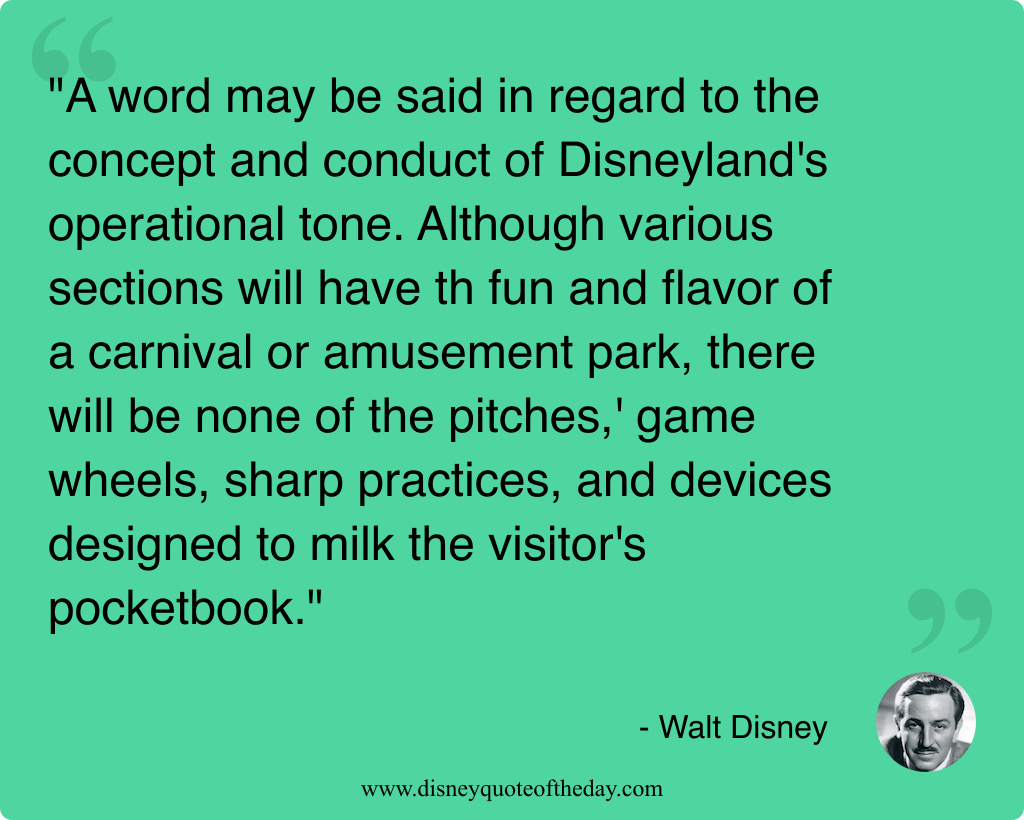 "A word may be said in regard to the
concept and conduct of Disneyland's
operational tone. Although various
sections will have th fun and flavor of
a carnival or amusement park, there
will be none of the pitches,' game
wheels, sharp practices, and devices
designed to milk the visitor's
pocketbook."
- Walt Disney
www.disneyquoteoftheday.com